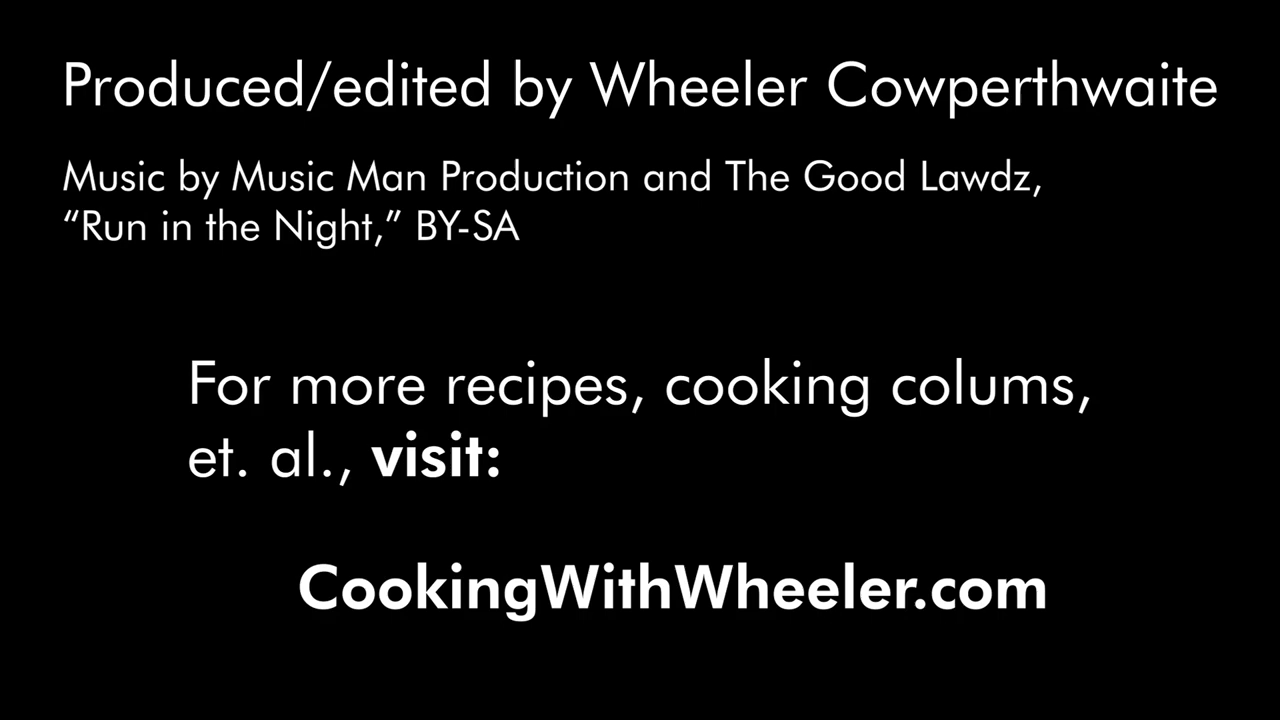 Produced/edited by Wheeler Cowperthwaite
Music by Music Man Production and The Good Lawdz,
“Run in the Night,” BY-SA
For more recipes, cooking colums,
et. al., visit:
CookingWithWheeler.com